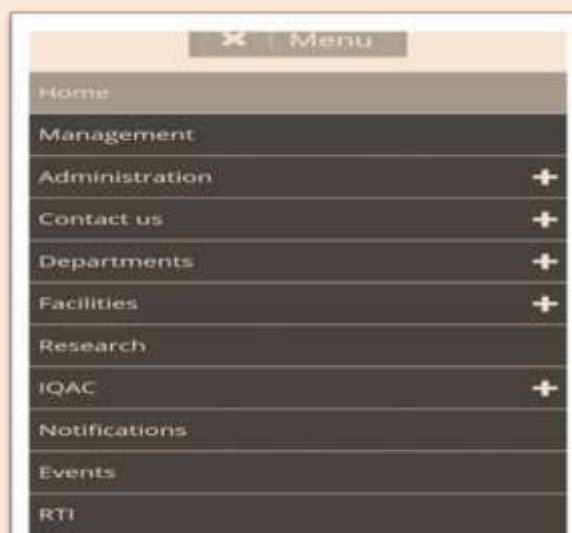 × | Menu
Home
Management
Administration +
Contact us +
Departments +
Facilities +
Research
IQAC +
Notifications
Events
RTI